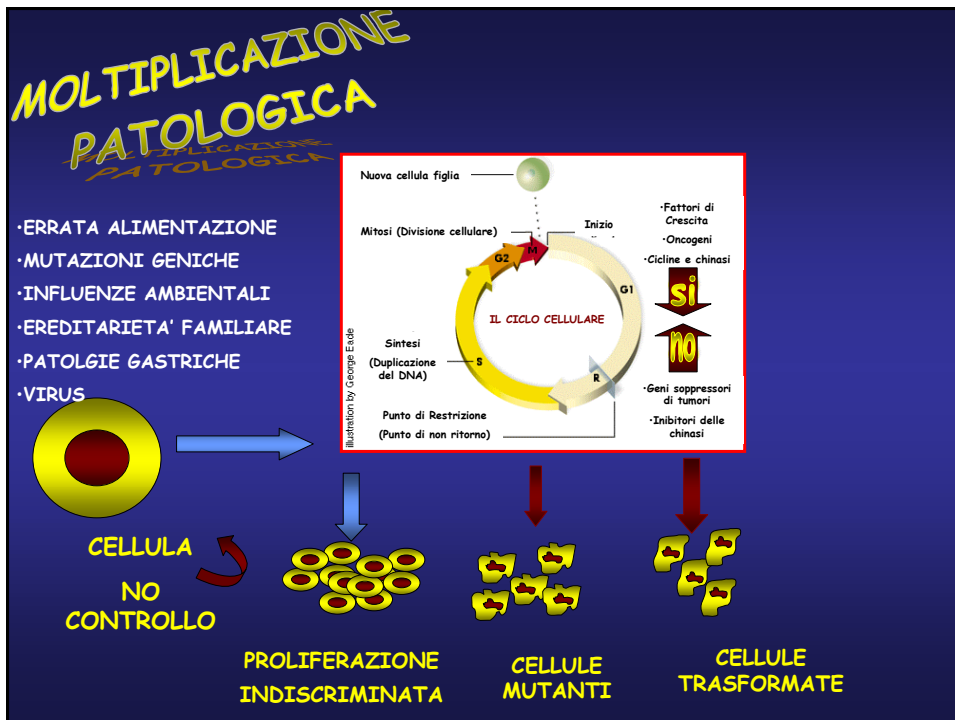 MOLTIPLICAZIONE
PATOLOGICA
MOLTIPLICAZIONE
PATOLOGICA
•ERRATA ALIMENTAZIONE
•MUTAZIONI GENICHE
•INFLUENZE AMBIENTALI
•EREDITARIETA' FAMILIARE
•PATOLGIE GASTRICHE
•VIRUS
Nuova cellula figlia
Mitosi (Divisione cellulare)
Inizio
M
G2
G1
IL CICLO CELLULARE
Sintesi
(Duplicazione
del DNA)
S
R
Punto di Restrizione
(Punto di non ritorno)
illustration by George Eade
•Fattori di
Crescita
•Oncogeni
•Cicline e chinasi
si
no
•Geni soppressori
di tumori
•Inibitori delle
chinasi
CELLULA
NO
CONTROLLO
PROLIFERAZIONE
INDISCRIMINATA
CELLULE
MUTANTI
CELLULE
TRASFORMATE